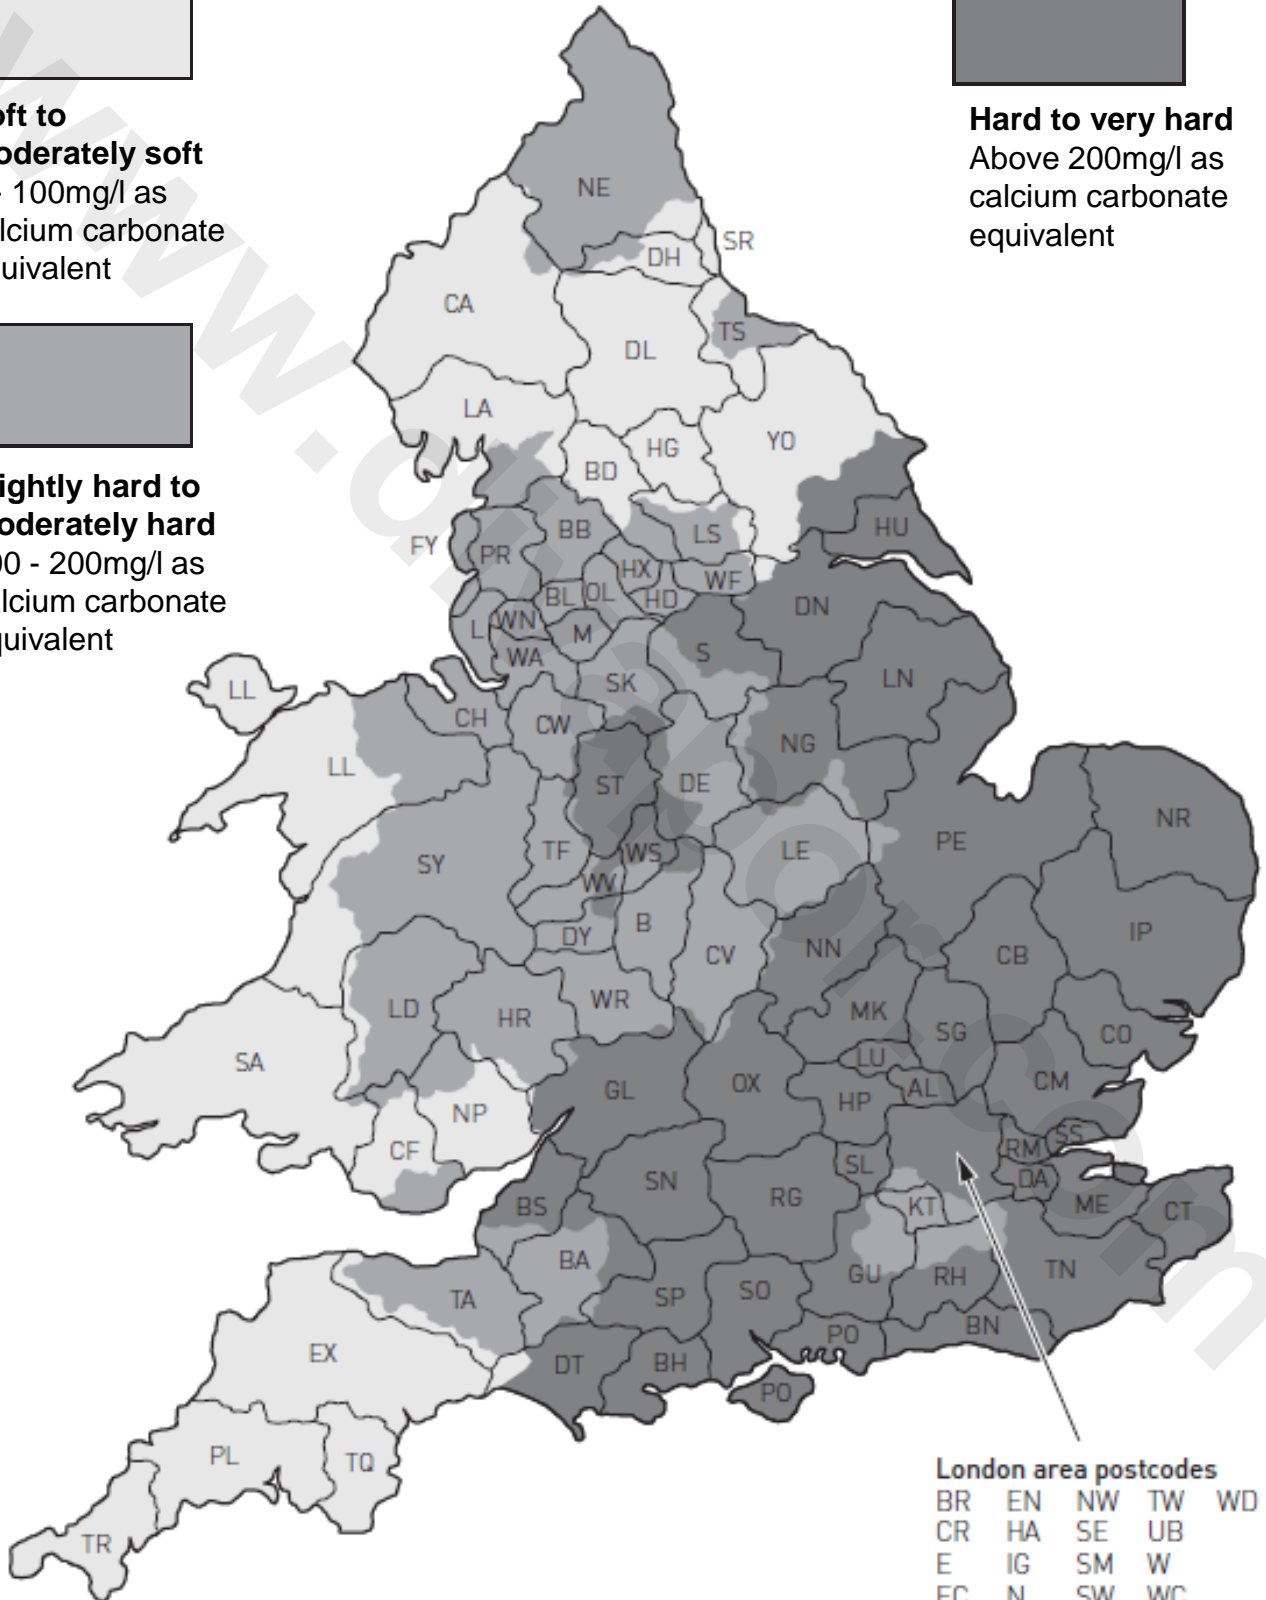 oft to
oderately soft
- 100mg/l as
lcium carbonate
quivalent
ightly hard to
oderately hard
00 - 200mg/l as
alcium carbonate
quivalent
Hard to very hard
Above 200mg/l as
calcium carbonate
equivalent
NE
SR
DH
CA
TS
DL
LA
YO
HG
BD
HU
FY
PR
BB
LS
HX
WF
BL
OL
HD
DN
L
WN
M
WA
S
SK
LN
LL
CH
CW
NG
LL
ST
DE
NR
PE
SY
TF
WS
LE
WV
B
DY
CV
NN
IP
CB
LD
HR
WR
MK
SG
CO
SA
LU
GL
OX
AL
CM
HP
NP
CF
SS
RM
SL
SN
DA
RG
BS
KT
ME
CT
BA
GU
RH
TN
TA
SP
SO
PO
BN
EX
DT
BH
PO
PL
TQ
TR
London area postcodes
BR EN NW TW WD
CR HA SE UB
E IG SM W
EC N SW WC